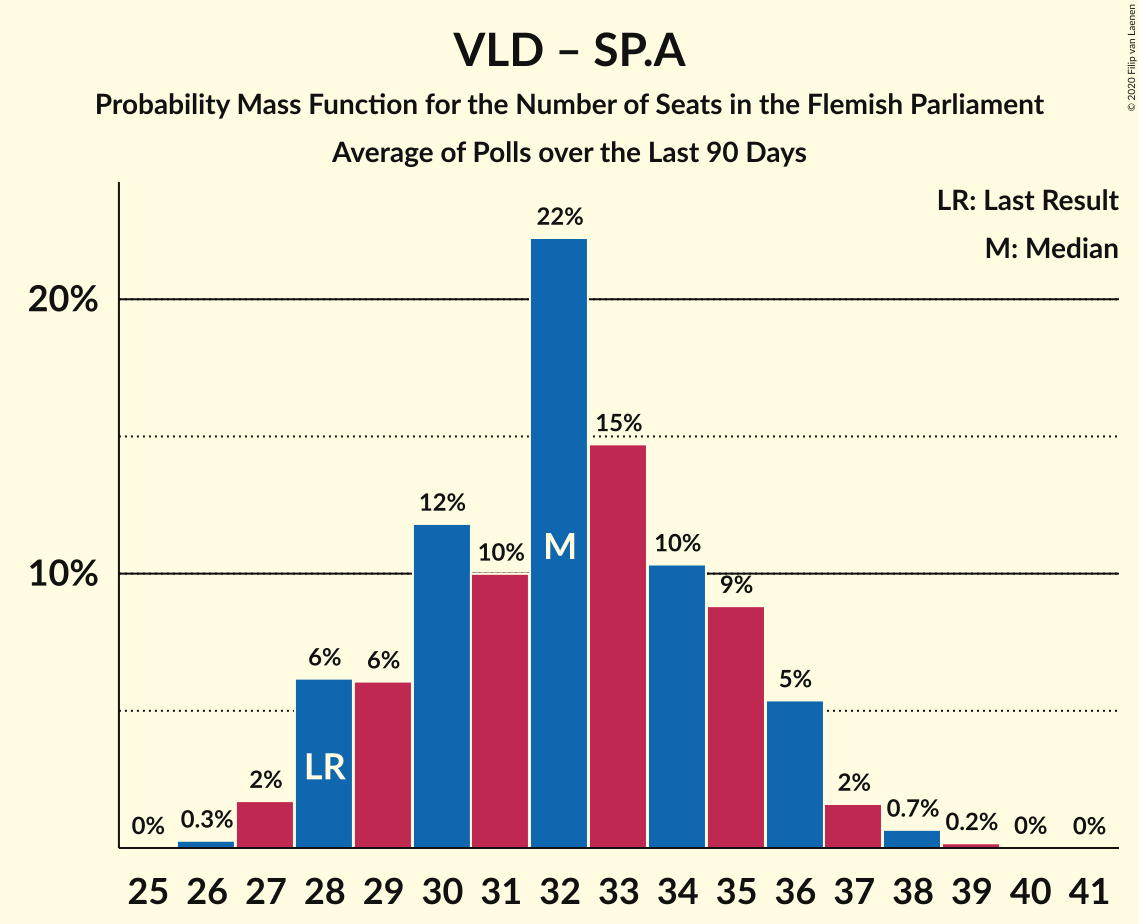 VLD – SP.A
Probability Mass Function for the Number of Seats in the Flemish Parliament
Average of Polls over the Last 90 Days
© 2020 Filip van Laenen
LR: Last Result
M: Median
20%
10%
0%
0.3%
2%
6%
6%
12%
10%
22%
15%
10%
9%
5%
2%
0.7%
0.2%
0%
0%
LR
M
25 26 27 28 29 30 31 32 33 34 35 36 37 38 39 40 41